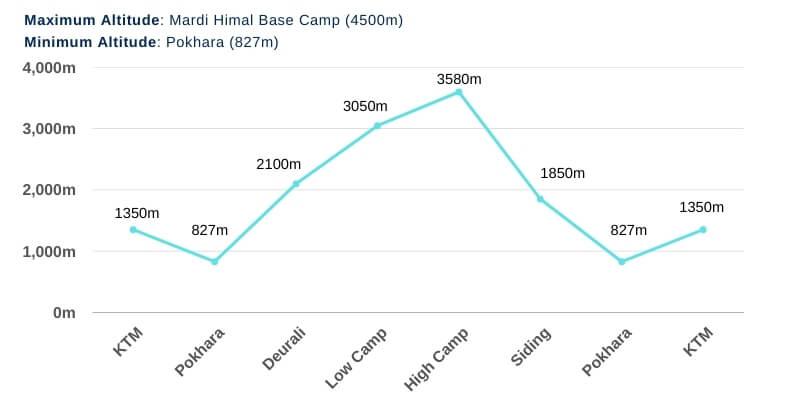 Maximum Altitude: Mardi Himal Base Camp (4500m)
Minimum Altitude: Pokhara (827m)
4,000m
3,000m
2,000m
1,000m
0m
1350m
827m
2100m
3050m
3580m
1850m
827m
1350m
KTM
Pokhara
Deurali
Low Camp
High Camp
Siding
Pokhara
KTM